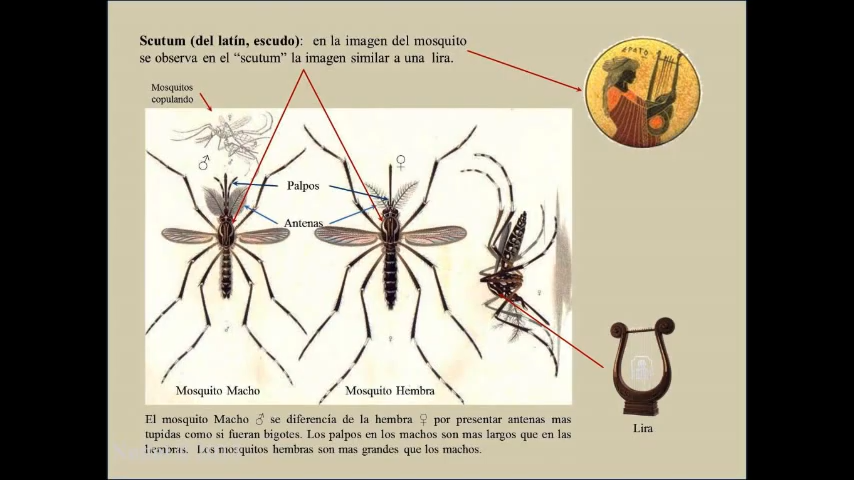 Scutum (del latín, escudo): en la imagen del mosquito
se observa en el “scutum” la imagen similar a una lira.
ΕΡΑΤΟ
Mosquitos
copulando
♂
♀
Palpos
Antenas
Mosquito Macho
Mosquito Hembra
El mosquito Macho ♂ se diferencia de la hembra ♀ por presentar antenas mas
tupidas como si fueran bigotes. Los palpos en los machos son mas largos que en las
hembras. Los mosquitos hembras son mas grandes que los machos.
Lira